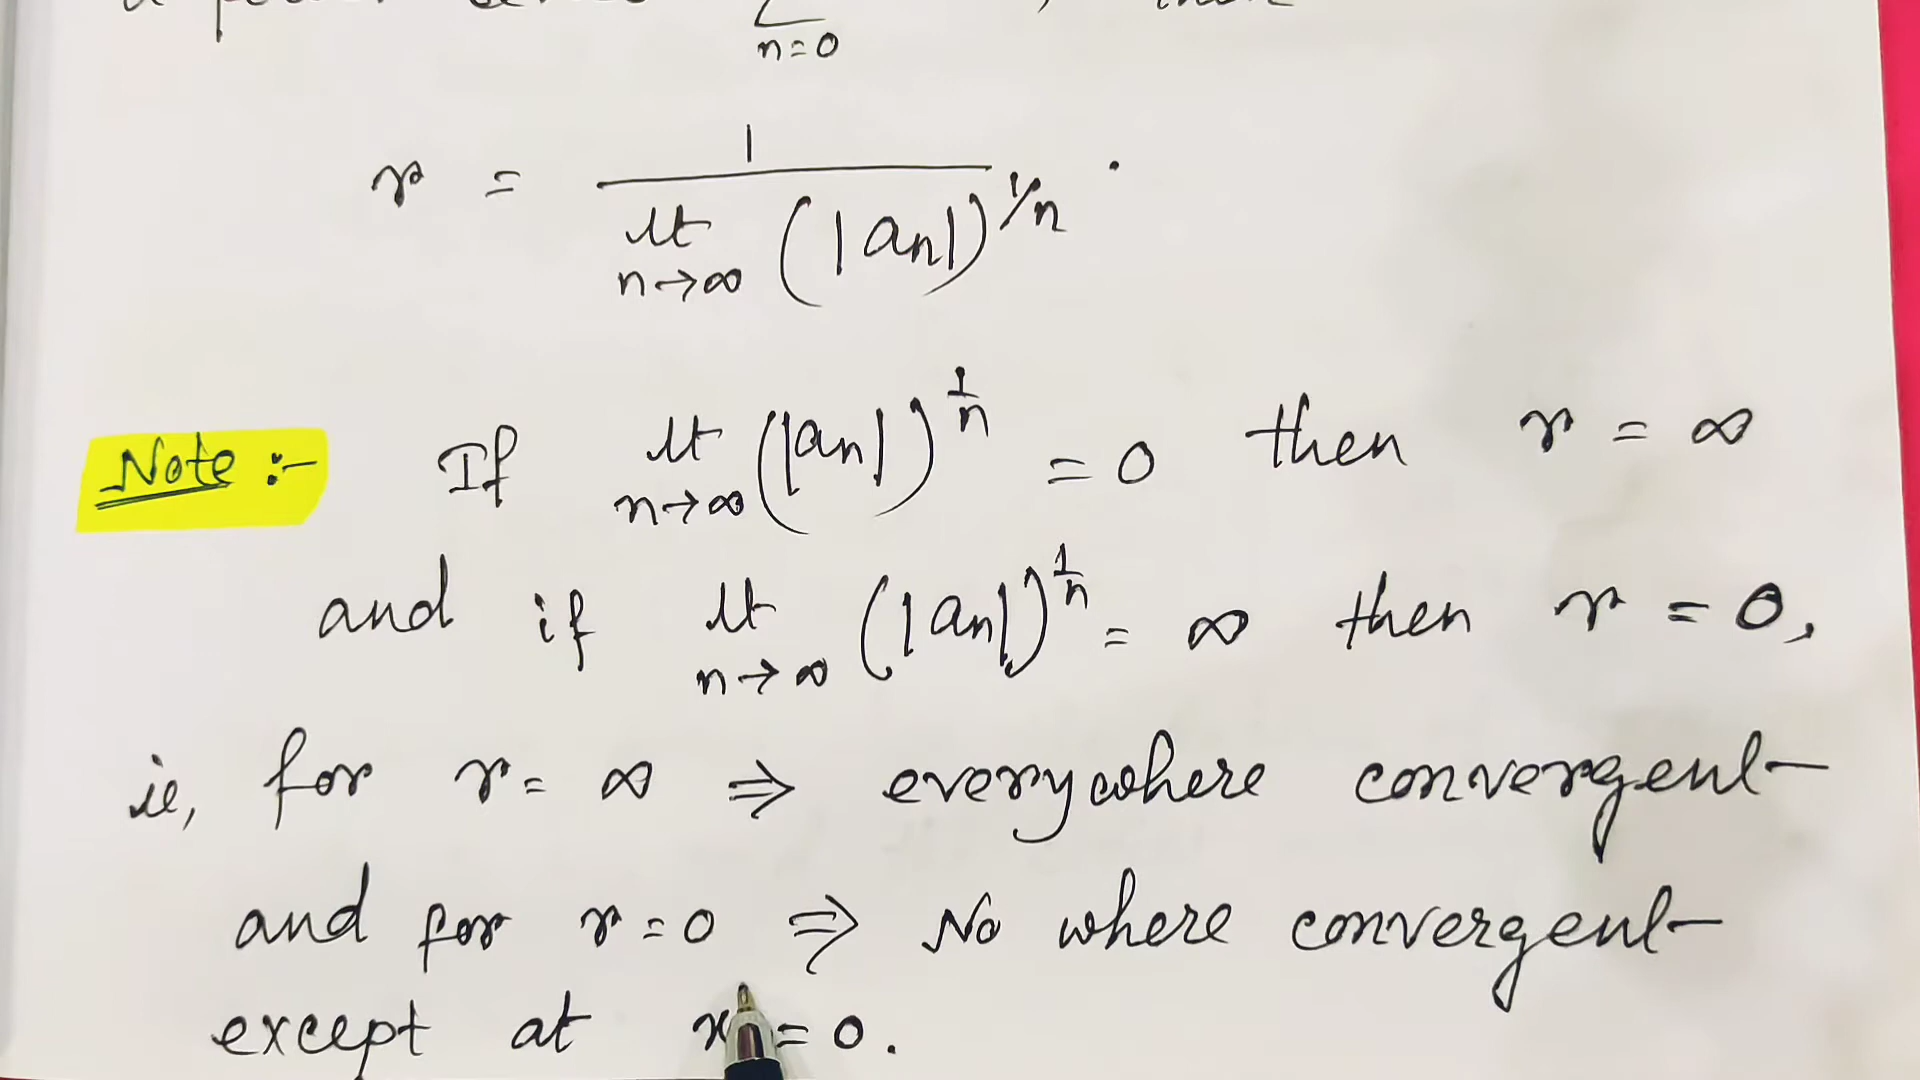 n=0
r = 1 / lt n→∞ (|an|)^1/n .
Note :- If lt n→∞ (|an|)^1/n = 0 then r = ∞
and if lt n→∞ (|an|)^1/n = ∞ then r = 0,
ie, for r = ∞ ⇒ everywhere convergent
and for r = 0 ⇒ No where convergent
except at x = 0.